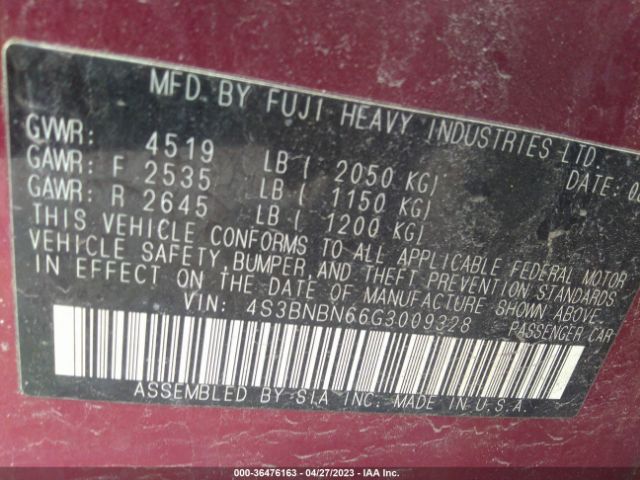 MFD. BY FUJI HEAVY INDUSTRIES LTD.
GVWR: 4519 LB ( 2050 KG) DATE:
GAWR: F 2535 LB ( 1150 KG)
GAWR: R 2645 LB ( 1200 KG)
THIS VEHICLE CONFORMS TO ALL APPLICABLE FEDERAL MOTOR
VEHICLE SAFETY, BUMPER, AND THEFT PREVENTION STANDARDS
IN EFFECT ON THE DATE OF MANUFACTURE SHOWN ABOVE.
VIN: 4S3BNBN66G3009328 PASSENGER CAR
ASSEMBLED BY SIA INC. MADE IN U.S.A.
000-36476163 - 04/27/2023 - IAA Inc.